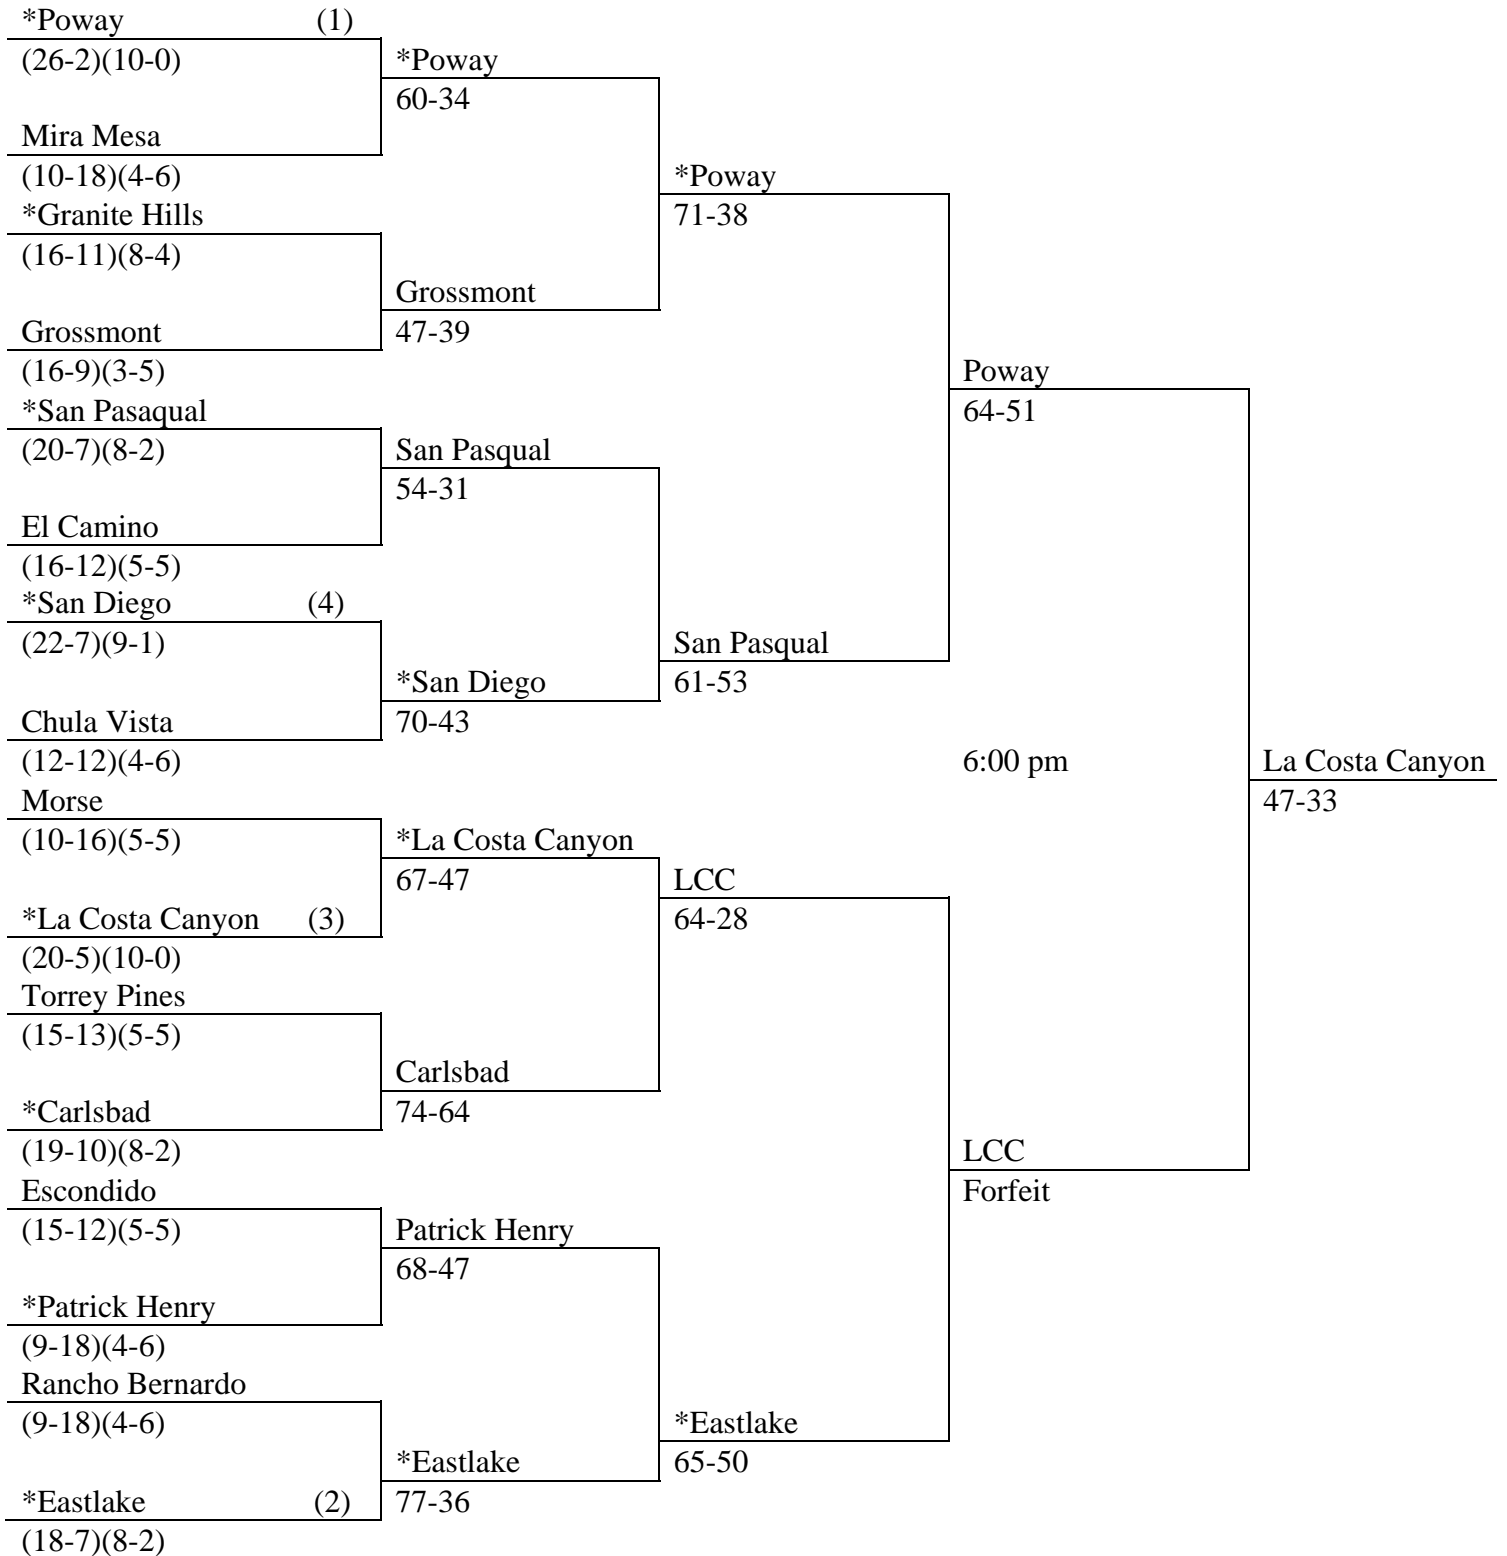 *Poway (1)
(26-2)(10-0)
Mira Mesa
(10-18)(4-6)
*Granite Hills
(16-11)(8-4)
Grossmont
(16-9)(3-5)
*San Pasaqual
(20-7)(8-2)
El Camino
(16-12)(5-5)
*San Diego (4)
(22-7)(9-1)
Chula Vista
(12-12)(4-6)
Morse
(10-16)(5-5)
*La Costa Canyon (3)
(20-5)(10-0)
Torrey Pines
(15-13)(5-5)
*Carlsbad
(19-10)(8-2)
Escondido
(15-12)(5-5)
*Patrick Henry
(9-18)(4-6)
Rancho Bernardo
(9-18)(4-6)
*Eastlake (2)
(18-7)(8-2)
*Poway
60-34
Grossmont
47-39
San Pasqual
54-31
*San Diego
70-43
*La Costa Canyon
67-47
Carlsbad
74-64
Patrick Henry
68-47
*Eastlake
77-36
*Poway
71-38
San Pasqual
61-53
LCC
64-28
*Eastlake
65-50
Poway
64-51
6:00 pm
LCC
Forfeit
La Costa Canyon
47-33